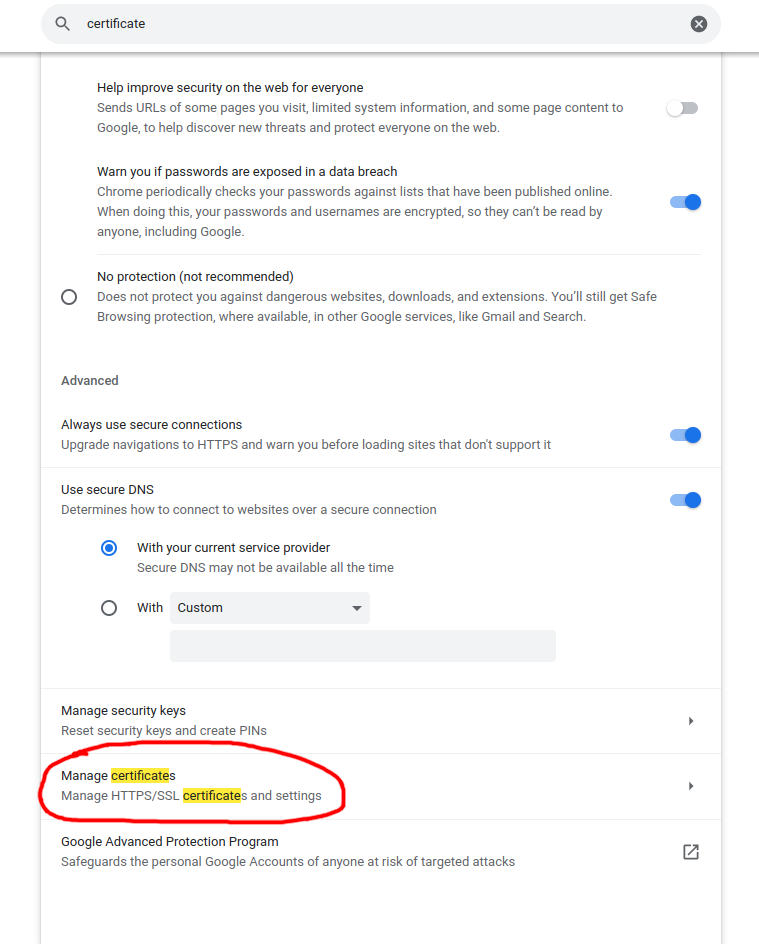 certificate
Help improve security on the web for everyone
Sends URLs of some pages you visit, limited system information, and some page content to
Google, to help discover new threats and protect everyone on the web.
Warn you if passwords are exposed in a data breach
Chrome periodically checks your passwords against lists that have been published online.
When doing this, your passwords and usernames are encrypted, so they can’t be read by
anyone, including Google.
No protection (not recommended)
Does not protect you against dangerous websites, downloads, and extensions. You’ll still get Safe
Browsing protection, where available, in other Google services, like Gmail and Search.
Advanced
Always use secure connections
Upgrade navigations to HTTPS and warn you before loading sites that don't support it
Use secure DNS
Determines how to connect to websites over a secure connection
With your current service provider
Secure DNS may not be available all the time
With Custom
Manage security keys
Reset security keys and create PINs
Manage certificates
Manage HTTPS/SSL certificates and settings
Google Advanced Protection Program
Safeguards the personal Google Accounts of anyone at risk of targeted attacks